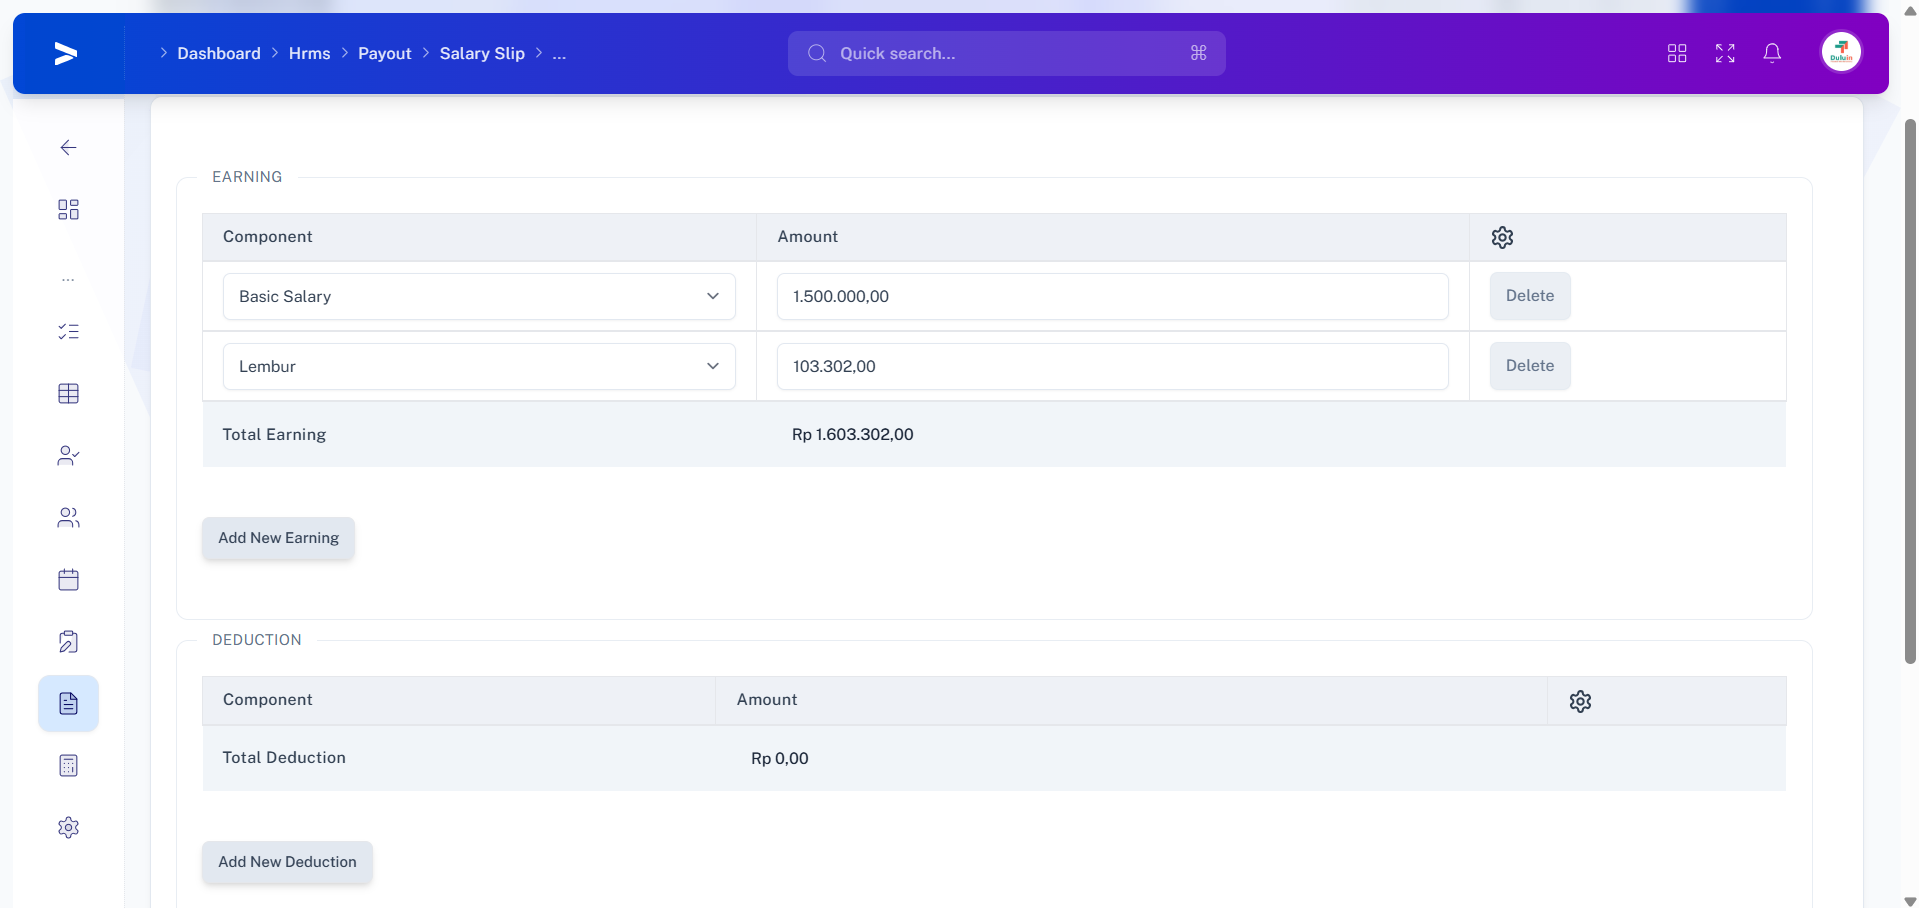 Dashboard
Hrms
Payout
Salary Slip
...
Quick search...
Duluin
...
EARNING
Component
Amount
Basic Salary
1.500.000,00
Delete
Lembur
103.302,00
Delete
Total Earning
Rp 1.603.302,00
Add New Earning
DEDUCTION
Component
Amount
Total Deduction
Rp 0,00
Add New Deduction